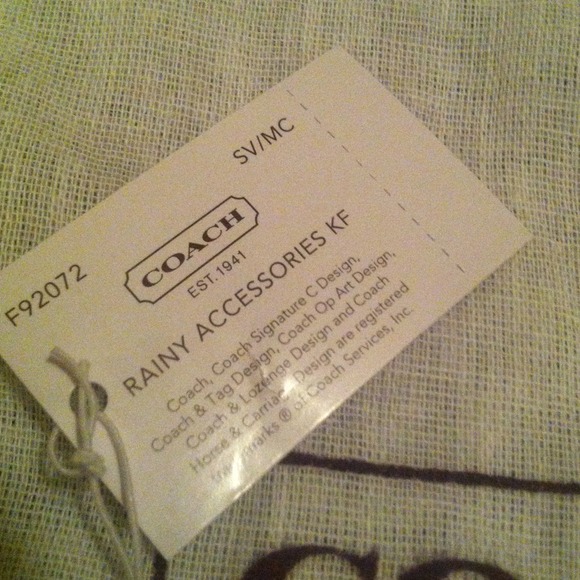 F92072
SV/MC
COACH
EST. 1941
RAINY ACCESSORIES KF
Coach, Coach Signature C Design,
Coach & Tag Design, Coach Op Art Design,
Coach & Lozenge Design and Coach
Horse & Carriage Design are registered
trademarks ® of Coach Services, Inc.